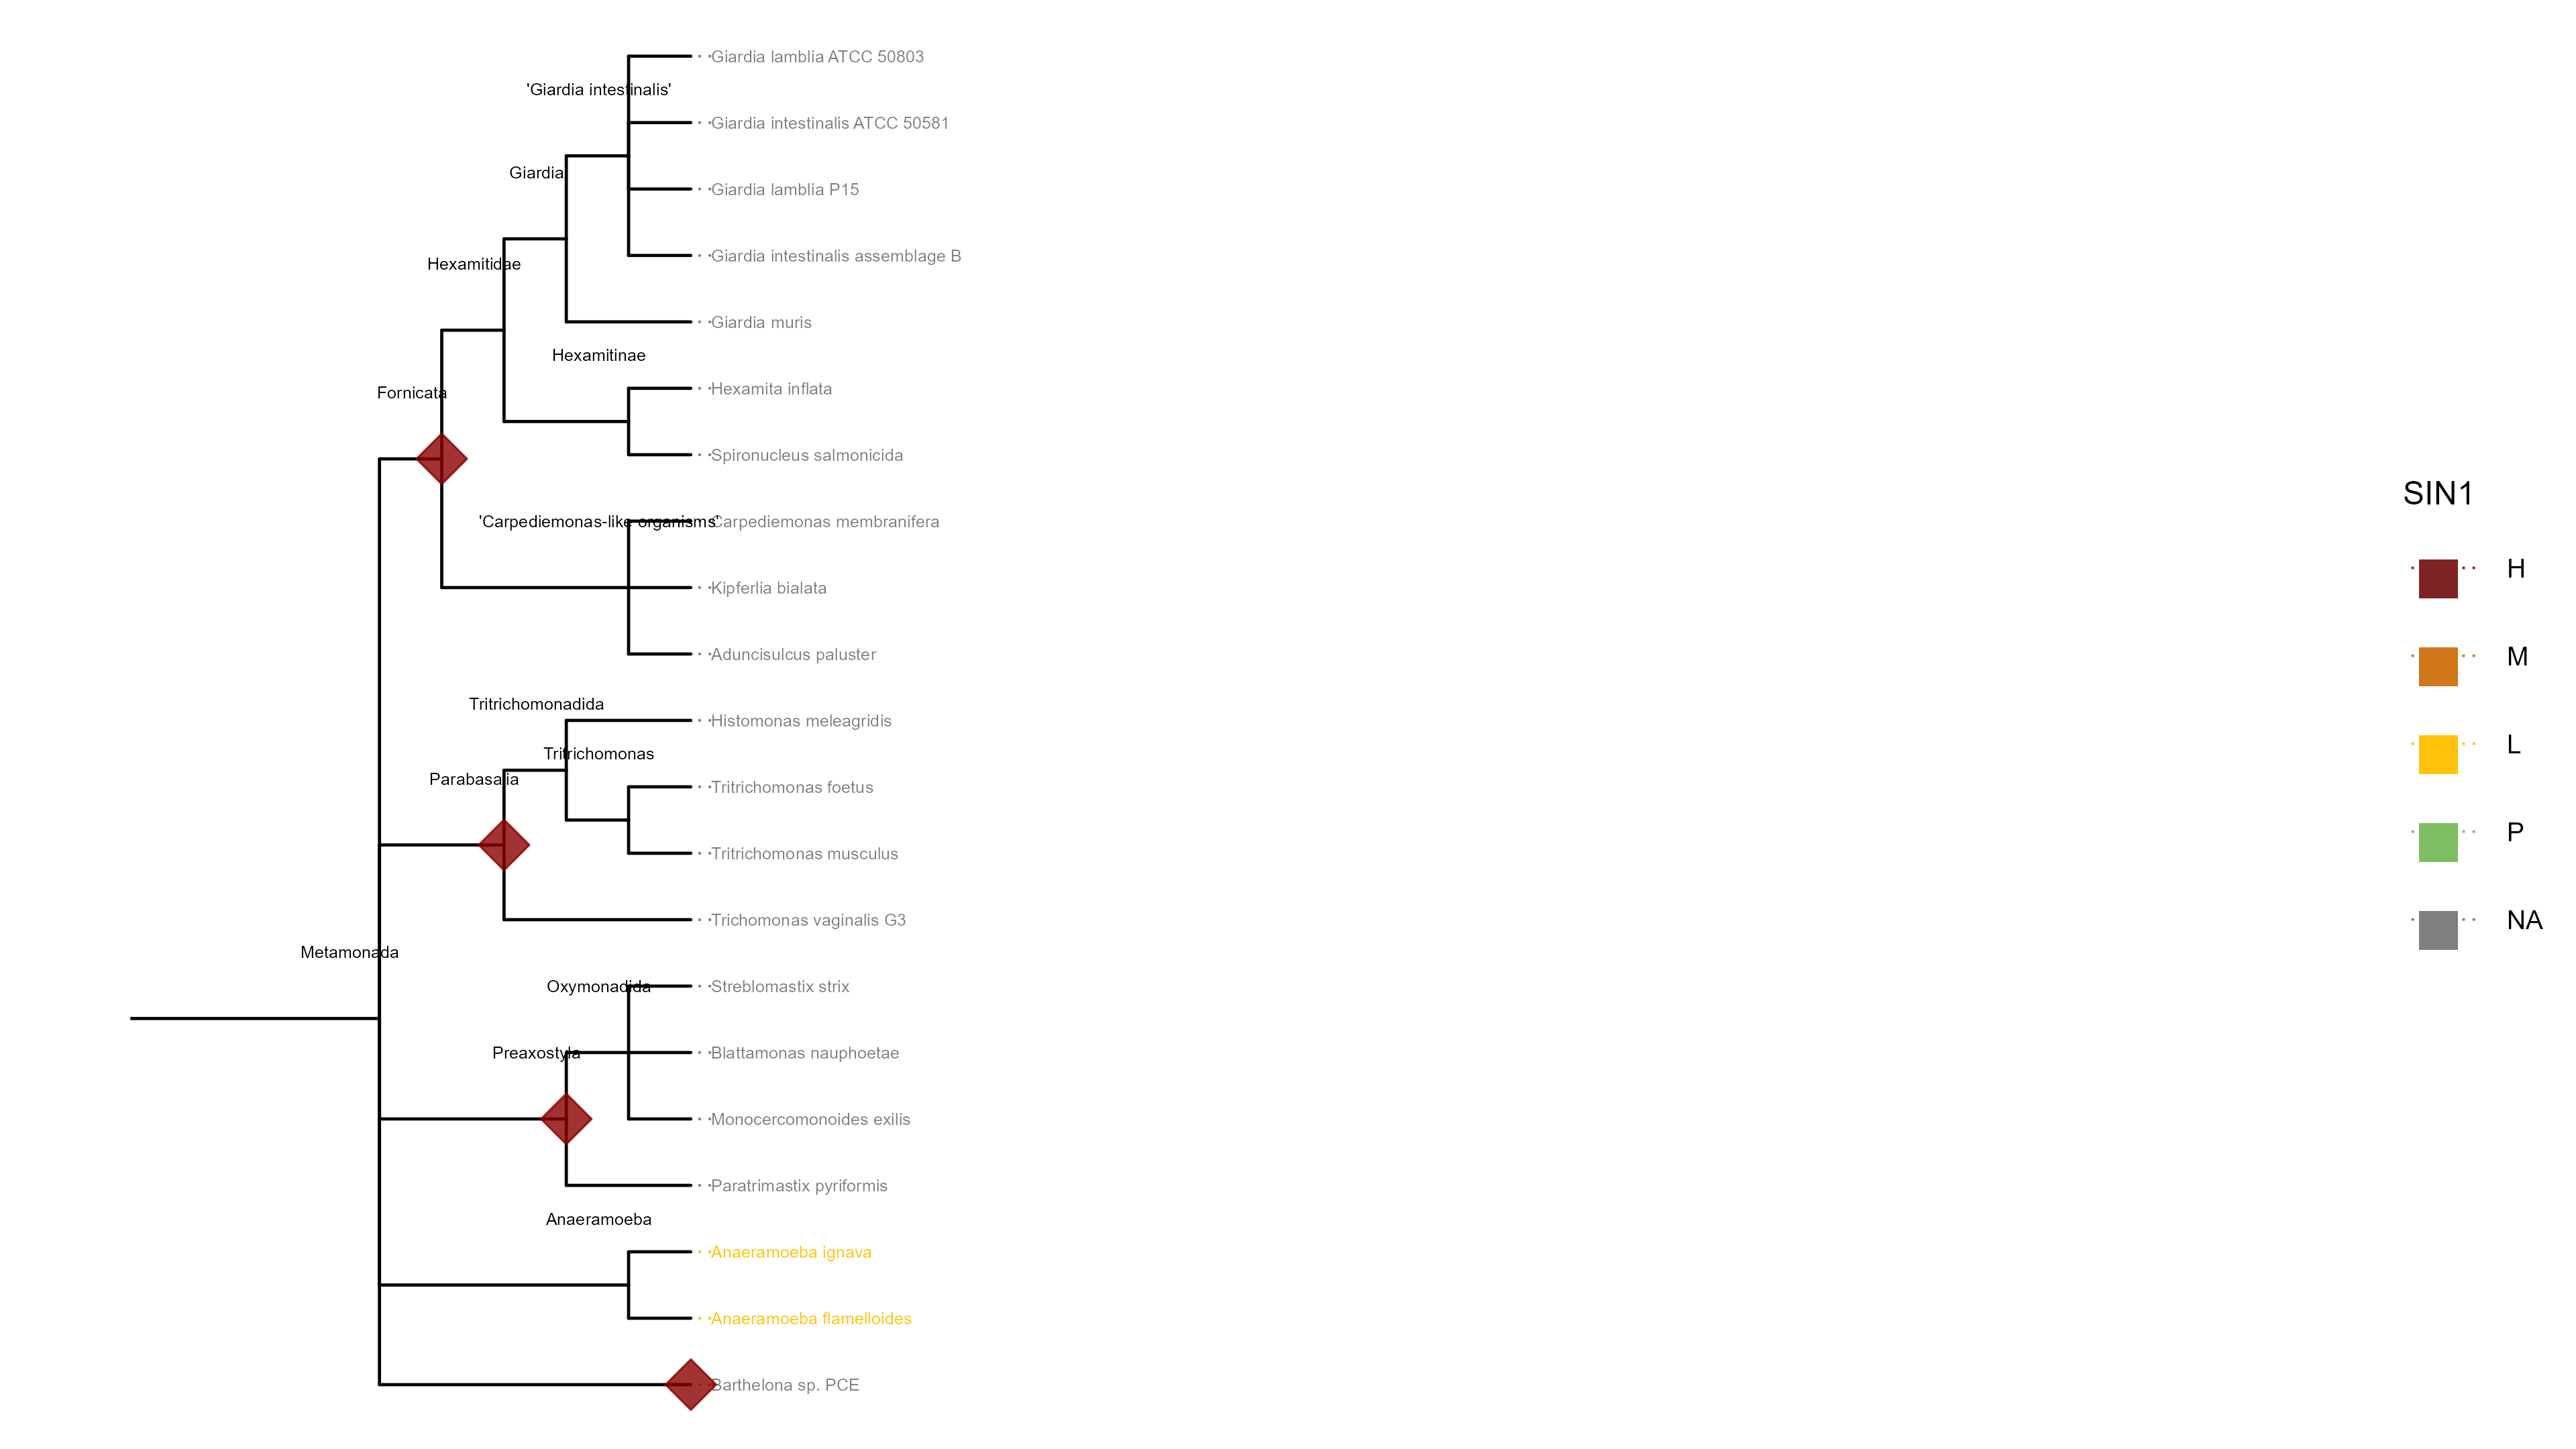 Giardia lamblia ATCC 50803
'Giardia intestinalis'
Giardia intestinalis ATCC 50581
Giardia
Giardia lamblia P15
Giardia intestinalis assemblage B
Hexamitidae
Giardia muris
Hexamitinae
Hexamita inflata
Fornicata
Spironucleus salmonicida
'Carpediemonas-like organisms'
Carpediemonas membranifera
Kipferlia bialata
Aduncisulcus paluster
Tritrichomonadida
Histomonas meleagridis
Tritrichomonas
Parabasalia
Tritrichomonas foetus
Tritrichomonas musculus
Trichomonas vaginalis G3
Metamonada
Oxymonadida
Streblomastix strix
Preaxostyla
Blattamonas nauphoetae
Monocercomonoides exilis
Paratrimastix pyriformis
Anaeramoeba
Anaeramoeba ignava
Anaeramoeba flamelloides
Barthelona sp. PCE
SIN1
H
M
L
P
NA